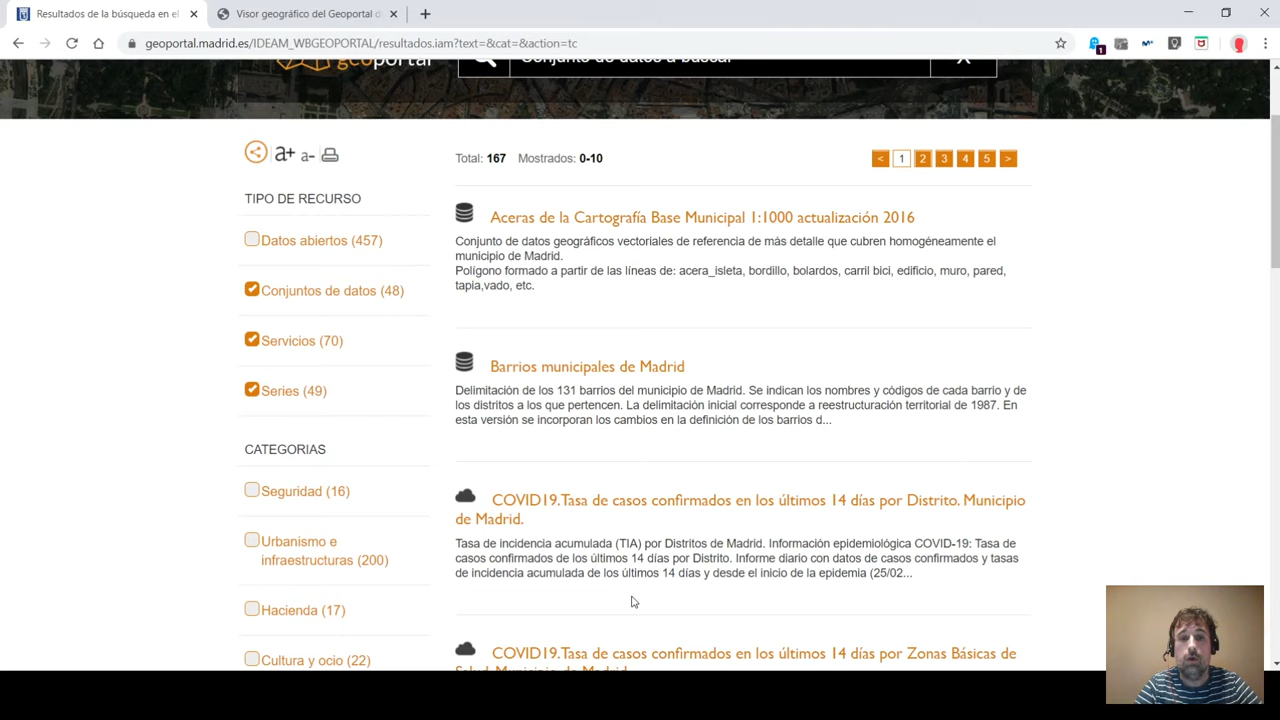 Resultados de la búsqueda en el
Visor geográfico del Geoportal d
geoportal.madrid.es/IDEAM_WBGEOPORTAL/resultados.iam?text=&cat=&action=tc
1
geoportal
Conjunto de datos a buscar
X
a+ a-
Total: 167 Mostrados: 0-10
< 1 2 3 4 5 >
TIPO DE RECURSO
Datos abiertos (457)
Conjuntos de datos (48)
Servicios (70)
Series (49)
CATEGORIAS
Seguridad (16)
Urbanismo e
infraestructuras (200)
Hacienda (17)
Cultura y ocio (22)
Aceras de la Cartografía Base Municipal 1:1000 actualización 2016
Conjunto de datos geográficos vectoriales de referencia de más detalle que cubren homogéneamente el
municipio de Madrid.
Polígono formado a partir de las líneas de: acera_isleta, bordillo, bolardos, carril bici, edificio, muro, pared,
tapia,vado, etc.
Barrios municipales de Madrid
Delimitación de los 131 barrios del municipio de Madrid. Se indican los nombres y códigos de cada barrio y de
los distritos a los que pertencen. La delimitación inicial corresponde a reestructuración territorial de 1987. En
esta versión se incorporan los cambios en la definición de los barrios d...
COVID19.Tasa de casos confirmados en los últimos 14 días por Distrito. Municipio
de Madrid.
Tasa de incidencia acumulada (TIA) por Distritos de Madrid. Información epidemiológica COVID-19: Tasa de
casos confirmados de los últimos 14 días por Distrito. Informe diario con datos de casos confirmados y tasas
de incidencia acumulada de los últimos 14 días y desde el inicio de la epidemia (25/02...
COVID19.Tasa de casos confirmados en los últimos 14 días por Zonas Básicas de
Salud. Municipio de Madrid